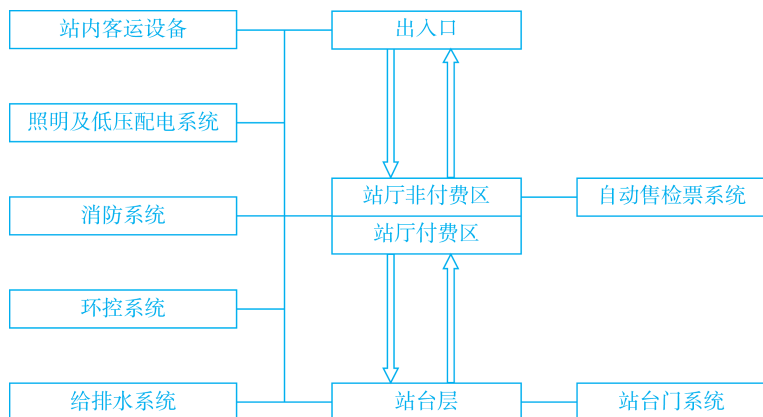 站内客运设备
出入口
照明及低压配电系统
站厅非付费区
自动售检票系统
消防系统
站厅付费区
环控系统
给排水系统
站台层
站台门系统